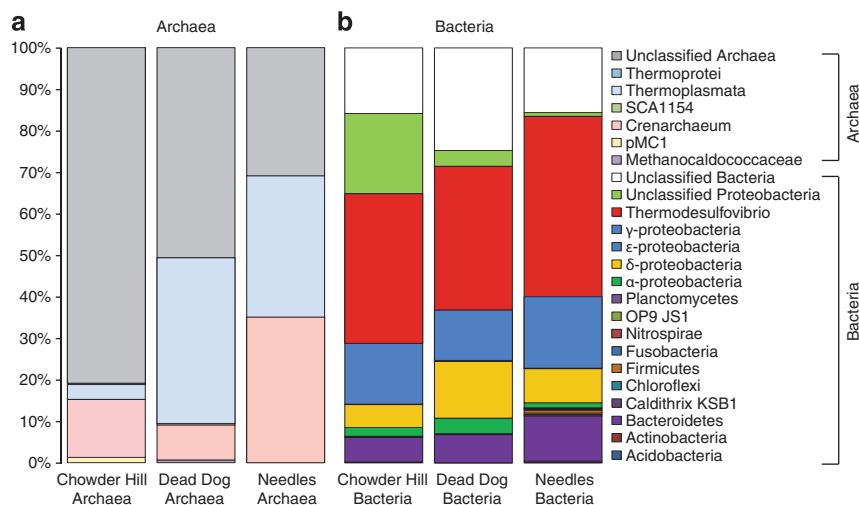 a
Archaea
b
Bacteria
100%
90%
80%
70%
60%
50%
40%
30%
20%
10%
0%
Chowder Hill
Archaea
Dead Dog
Archaea
Needles
Archaea
Chowder Hill
Bacteria
Dead Dog
Bacteria
Needles
Bacteria
Unclassified Archaea
Thermoprotei
Thermoplasmata
SCA1154
Crenarchaeum
pMC1
Methanocaldococcaceae
Unclassified Bacteria
Unclassified Proteobacteria
Thermodesulfovibrio
γ-proteobacteria
ε-proteobacteria
δ-proteobacteria
α-proteobacteria
Planctomycetes
OP9 JS1
Nitrospirae
Fusobacteria
Firmicutes
Chloroflexi
Caldithrix KSB1
Bacteroidetes
Actinobacteria
Acidobacteria
Archaea
Bacteria